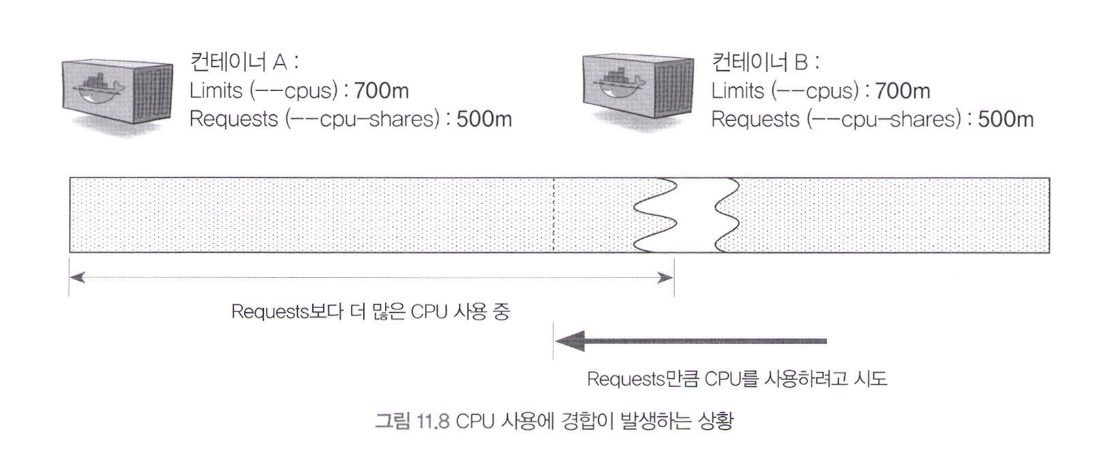 컨테이너 A :
Limits (--cpus) : 700m
Requests (--cpu-shares) : 500m
컨테이너 B :
Limits (--cpus) : 700m
Requests (--cpu-shares) : 500m
Requests보다 더 많은 CPU 사용 중
Requests만큼 CPU를 사용하려고 시도
그림 11.8 CPU 사용에 경합이 발생하는 상황